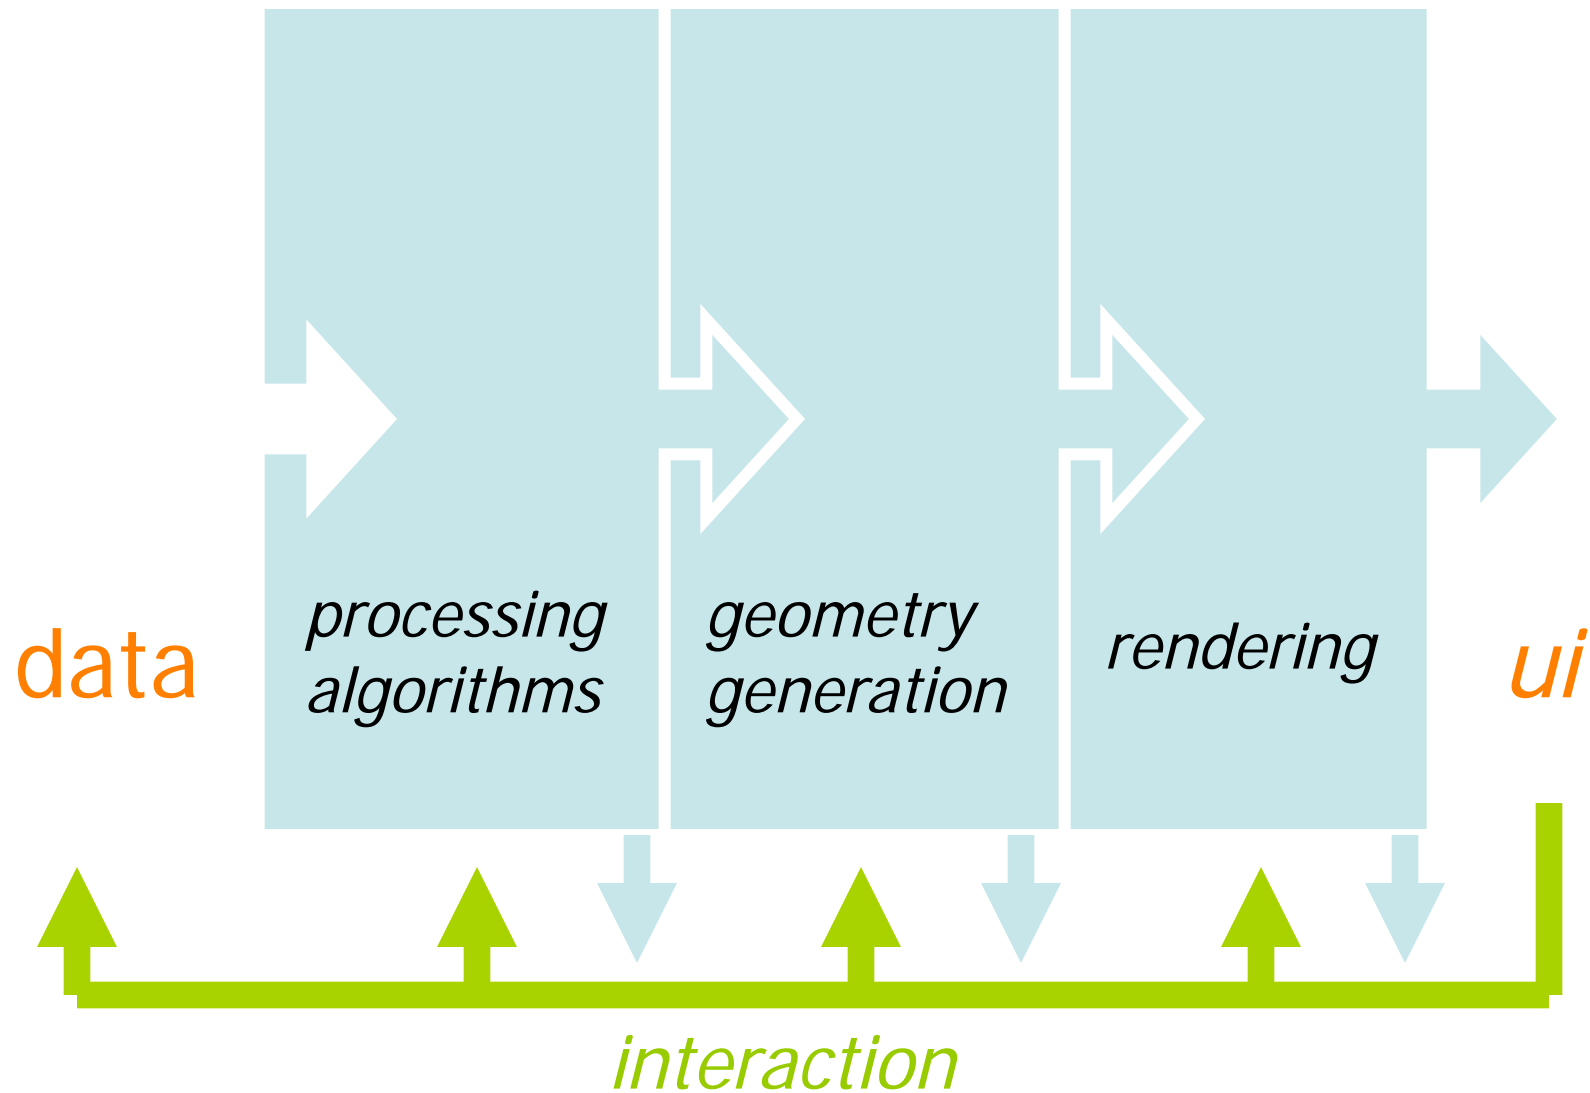 data
processing
algorithms
geometry
generation
rendering
ui
interaction